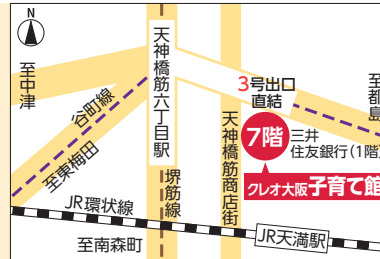 N
至中津
谷町線
至東梅田
天神橋筋六丁目駅
3号出口
直結
至都島
7階
三井
住友銀行(1階)
クレオ大阪子育て館
天神橋筋商店街
堺筋線
JR環状線
至南森町
JR天満駅